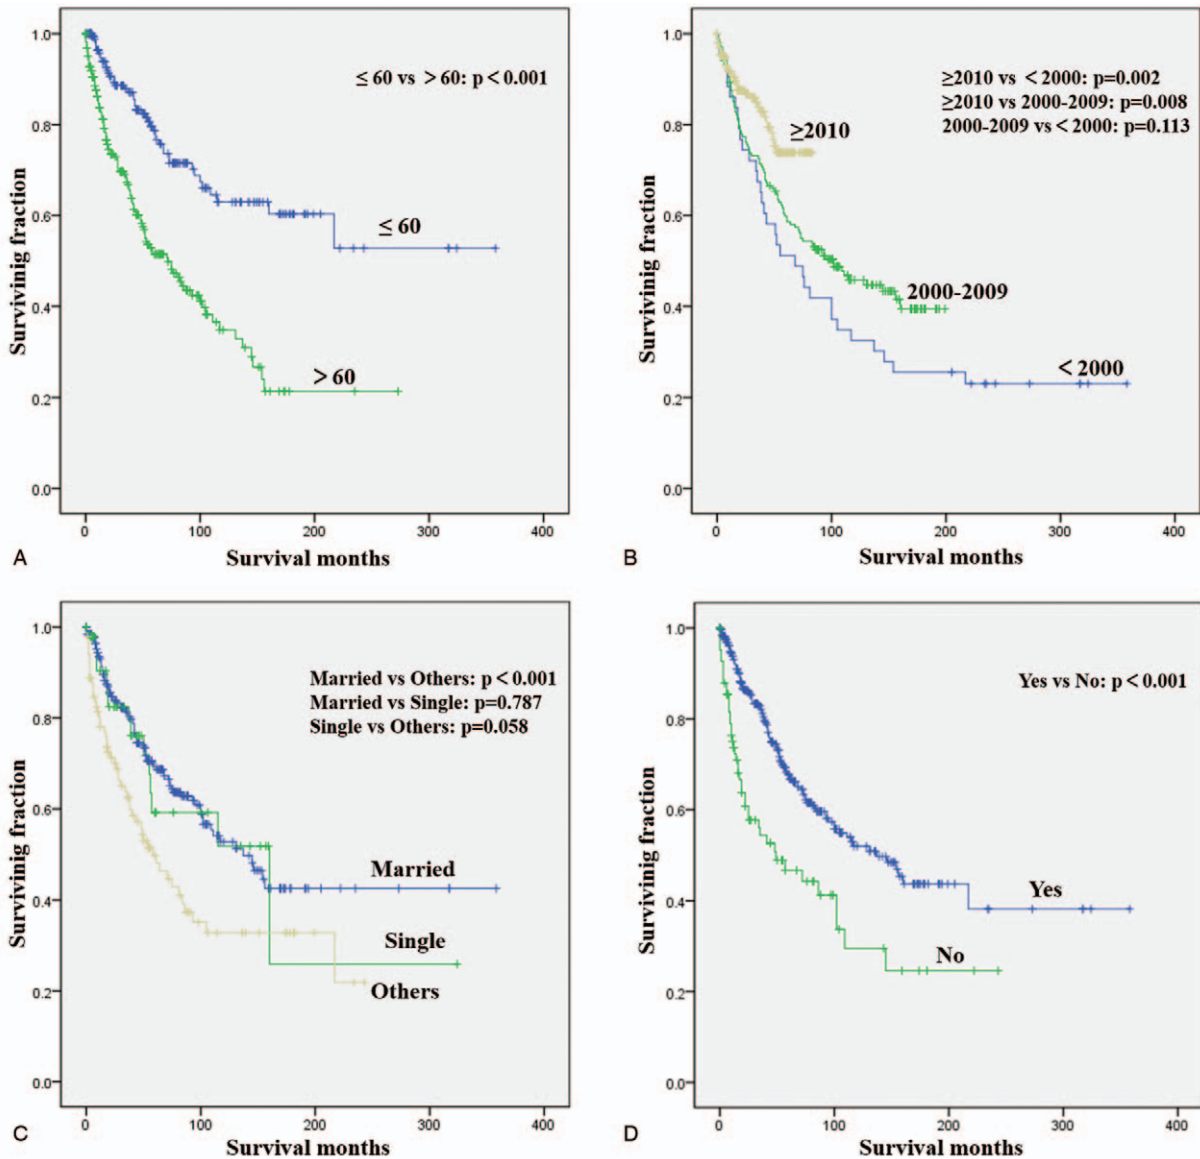 1.0
0.8
0.6
0.4
0.2
0.0
Survivinig fraction
≤ 60 vs > 60: p < 0.001
≤ 60
> 60
0 100 200 300 400
Survival months
A
1.0
0.8
0.6
0.4
0.2
0.0
Survivinig fraction
≥2010 vs < 2000: p=0.002
≥2010 vs 2000-2009: p=0.008
2000-2009 vs < 2000: p=0.113
≥2010
2000-2009
< 2000
0 100 200 300 400
Survival months
B
1.0
0.8
0.6
0.4
0.2
0.0
Survivinig fraction
Married vs Others: p < 0.001
Married vs Single: p=0.787
Single vs Others: p=0.058
Married
Single
Others
0 100 200 300 400
Survival months
C
1.0
0.8
0.6
0.4
0.2
0.0
Survivinig fraction
Yes vs No: p < 0.001
Yes
No
0 100 200 300 400
Survival months
D